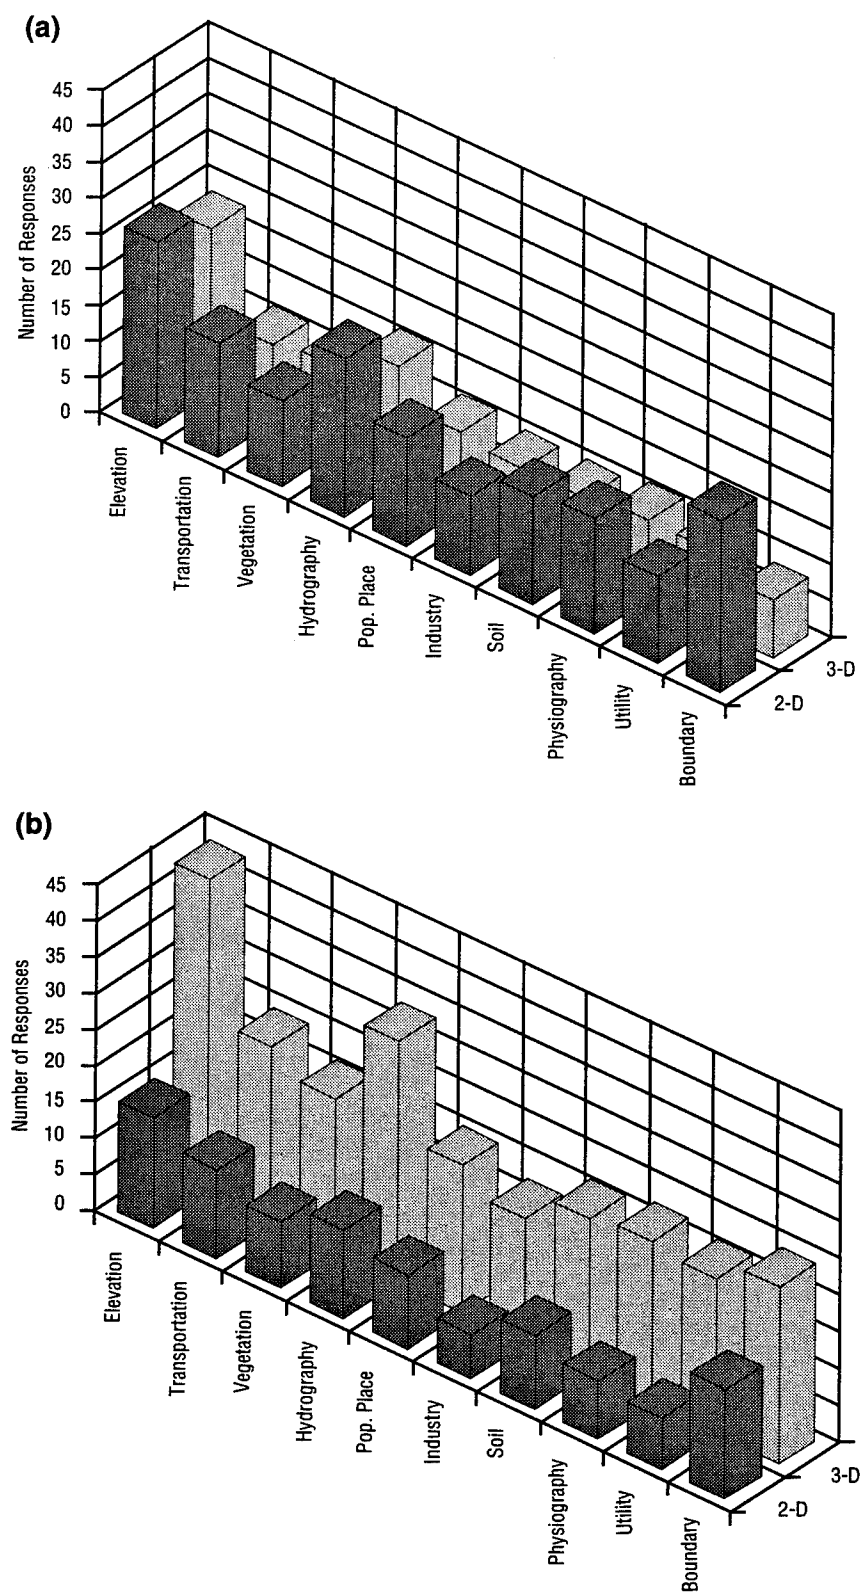 (a)
45
40
35
30
25
20
15
10
5
0
Number of Responses
Elevation
Transportation
Vegetation
Hydrography
Pop. Place
Industry
Soil
Physiography
Utility
Boundary
2-D
3-D
(b)
45
40
35
30
25
20
15
10
5
0
Number of Responses
Elevation
Transportation
Vegetation
Hydrography
Pop. Place
Industry
Soil
Physiography
Utility
Boundary
2-D
3-D